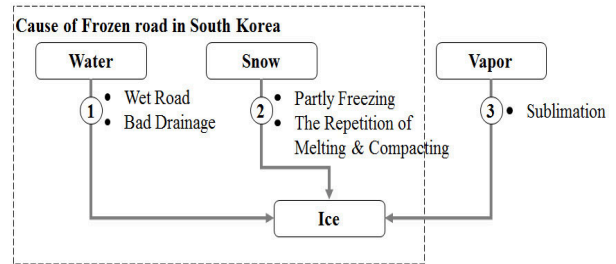 Cause of Frozen road in South Korea
Water
Snow
Vapor
1
• Wet Road
• Bad Drainage
2
• Partly Freezing
• The Repetition of
Melting & Compacting
3
• Sublimation
Ice